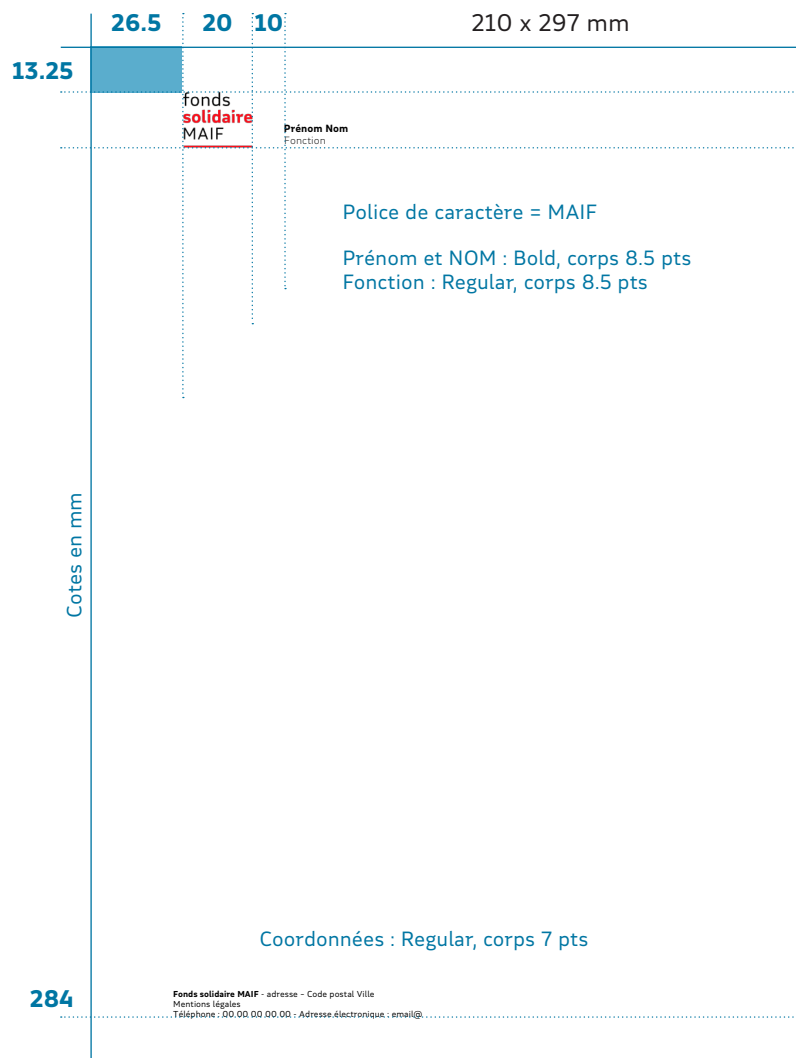 26.5 20 10 210 x 297 mm
13.25
fonds
solidaire
MAIF
Prénom Nom
Fonction
Police de caractère = MAIF
Prénom et NOM : Bold, corps 8.5 pts
Fonction : Regular, corps 8.5 pts
Cotes en mm
Coordonnées : Regular, corps 7 pts
284
Fonds solidaire MAIF - adresse – Code postal Ville
Mentions légales
Téléphone : 00 00 00 00 00 - Adresse électronique : email@